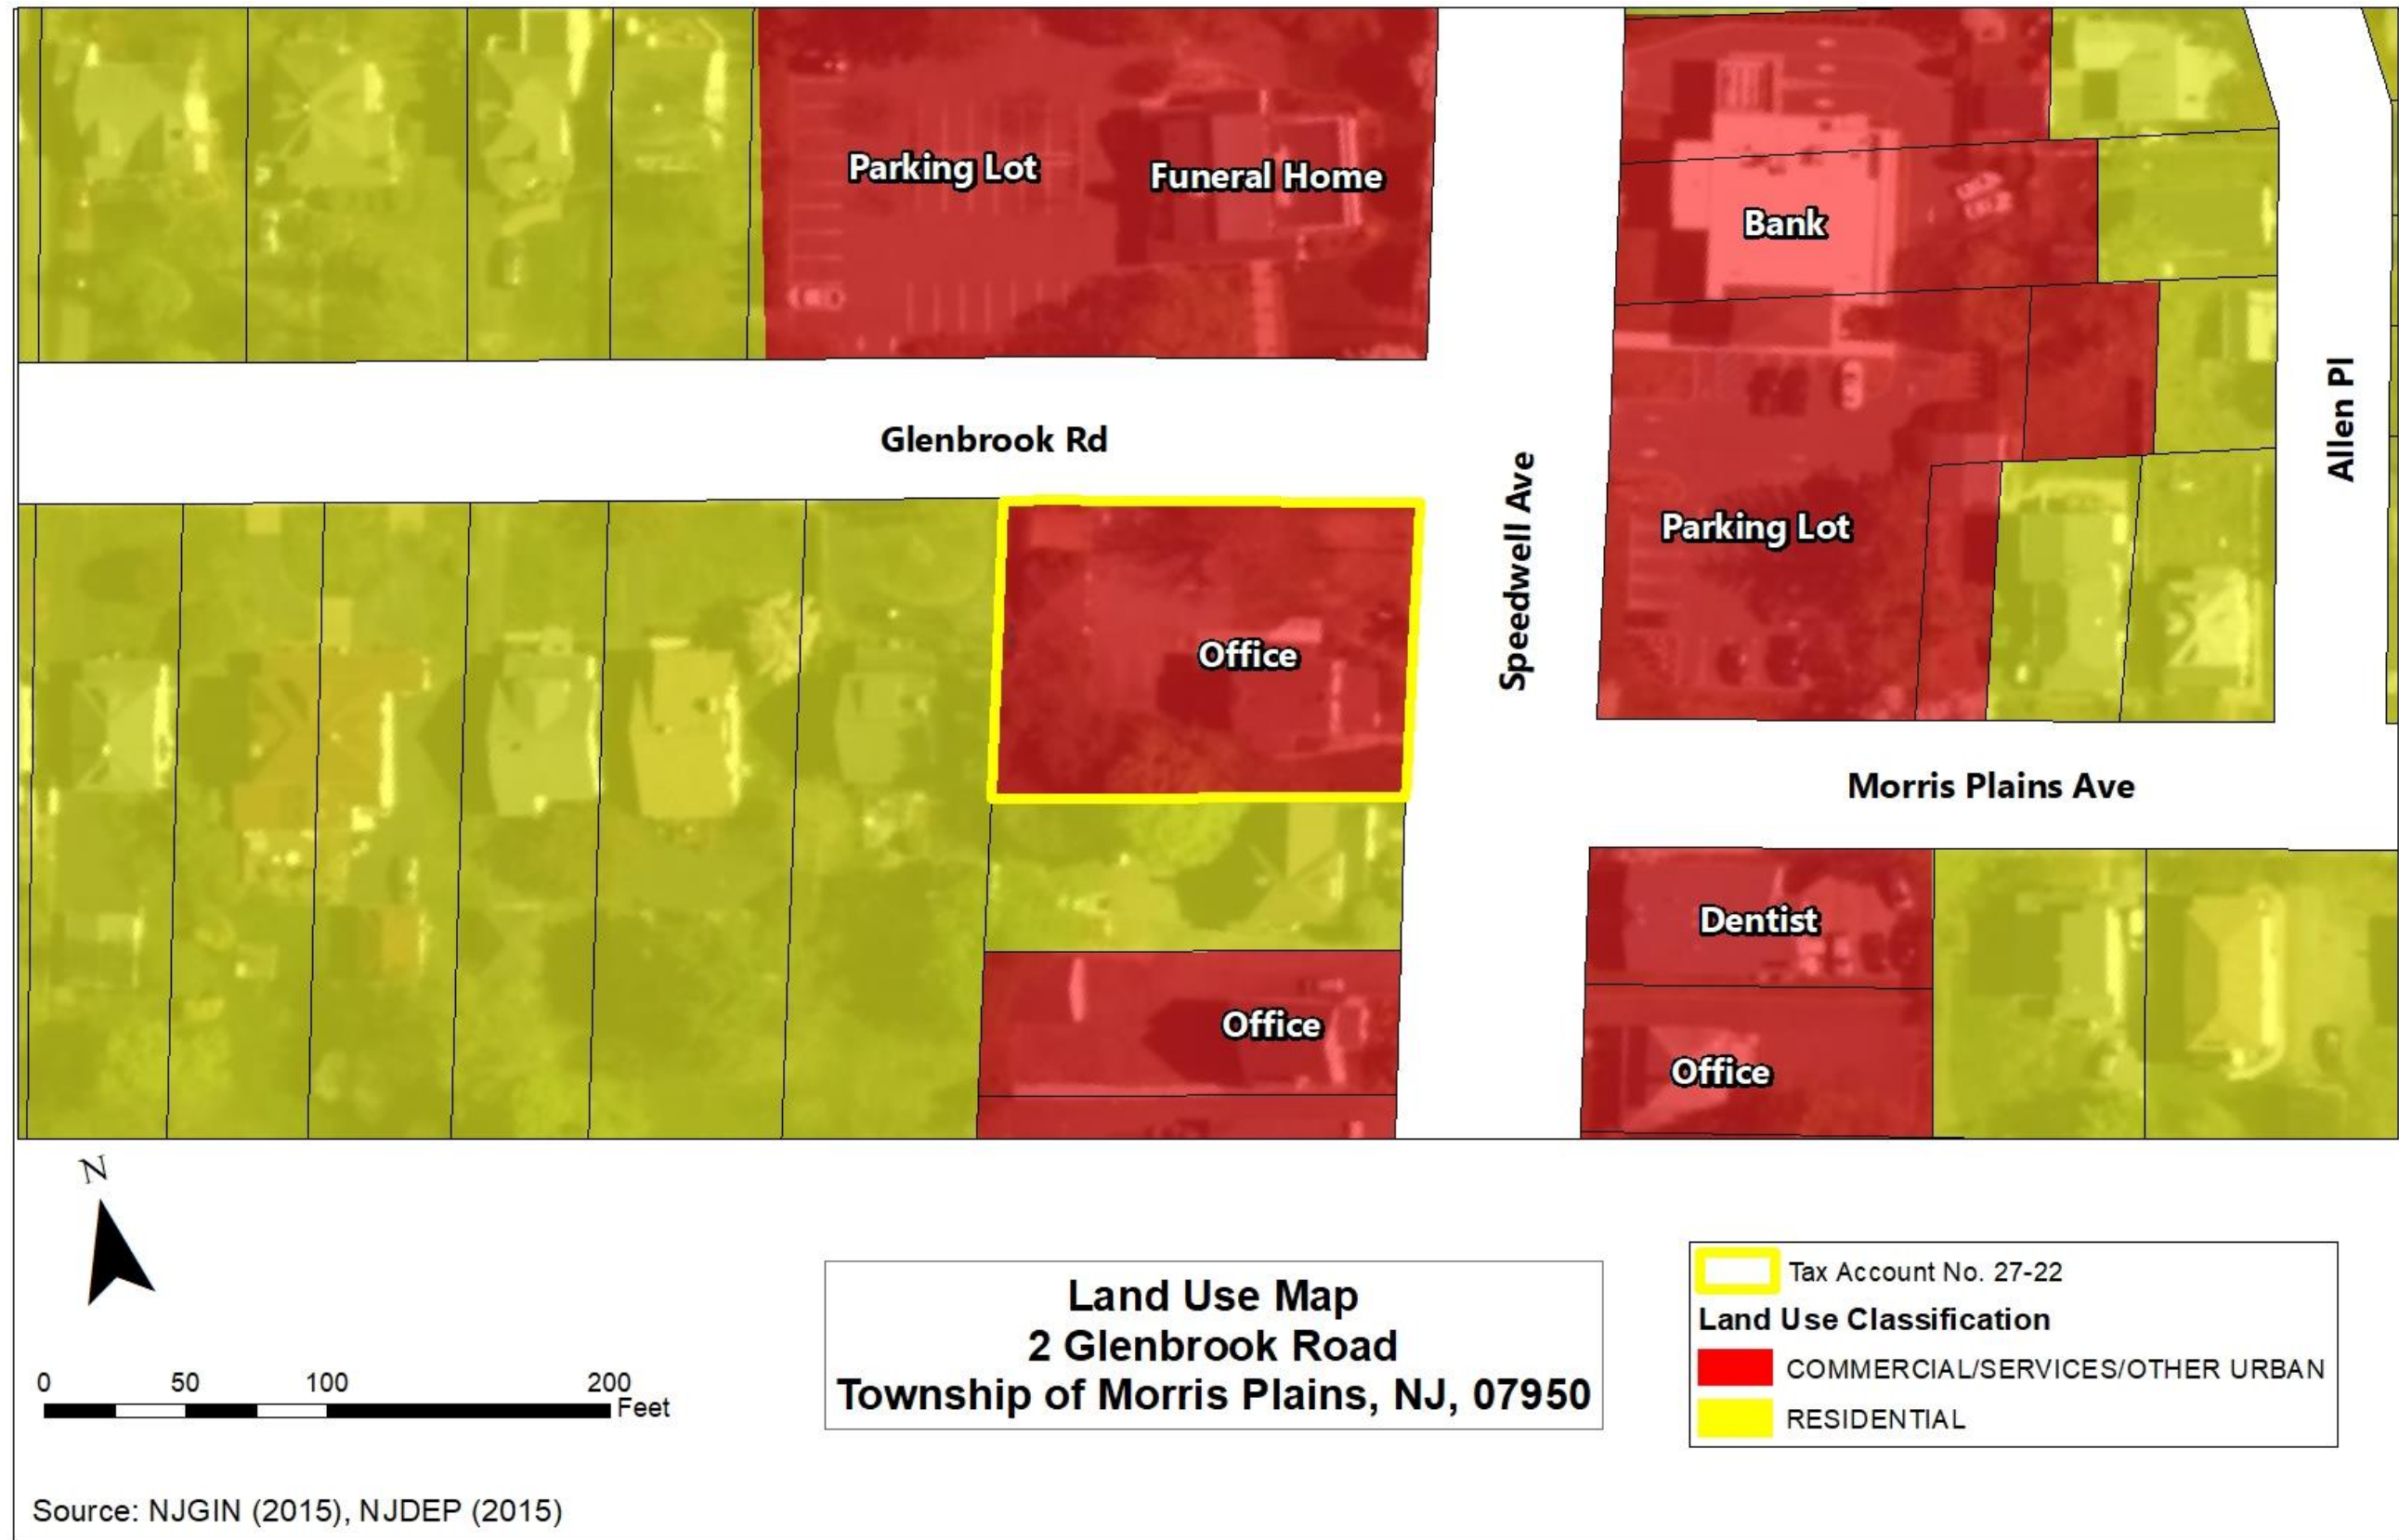 Parking Lot
Funeral Home
Bank
Glenbrook Rd
Speedwell Ave
Allen Pl
Parking Lot
Office
Morris Plains Ave
Dentist
Office
Office
N
0 50 100 200
Feet
Land Use Map
2 Glenbrook Road
Township of Morris Plains, NJ, 07950
Tax Account No. 27-22
Land Use Classification
COMMERCIAL/SERVICES/OTHER URBAN
RESIDENTIAL
Source: NJGIN (2015), NJDEP (2015)